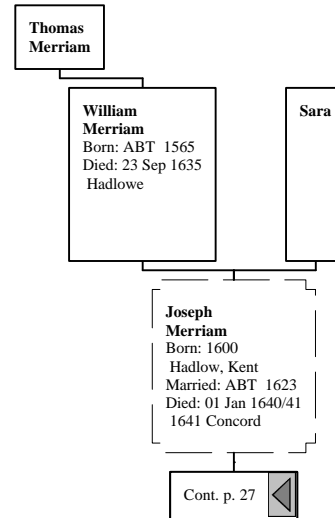 Thomas
Merriam
William
Merriam
Born: ABT 1565
Died: 23 Sep 1635
Hadlowe
Sara
Joseph
Merriam
Born: 1600
Hadlow, Kent
Married: ABT 1623
Died: 01 Jan 1640/41
1641 Concord
Cont. p. 27